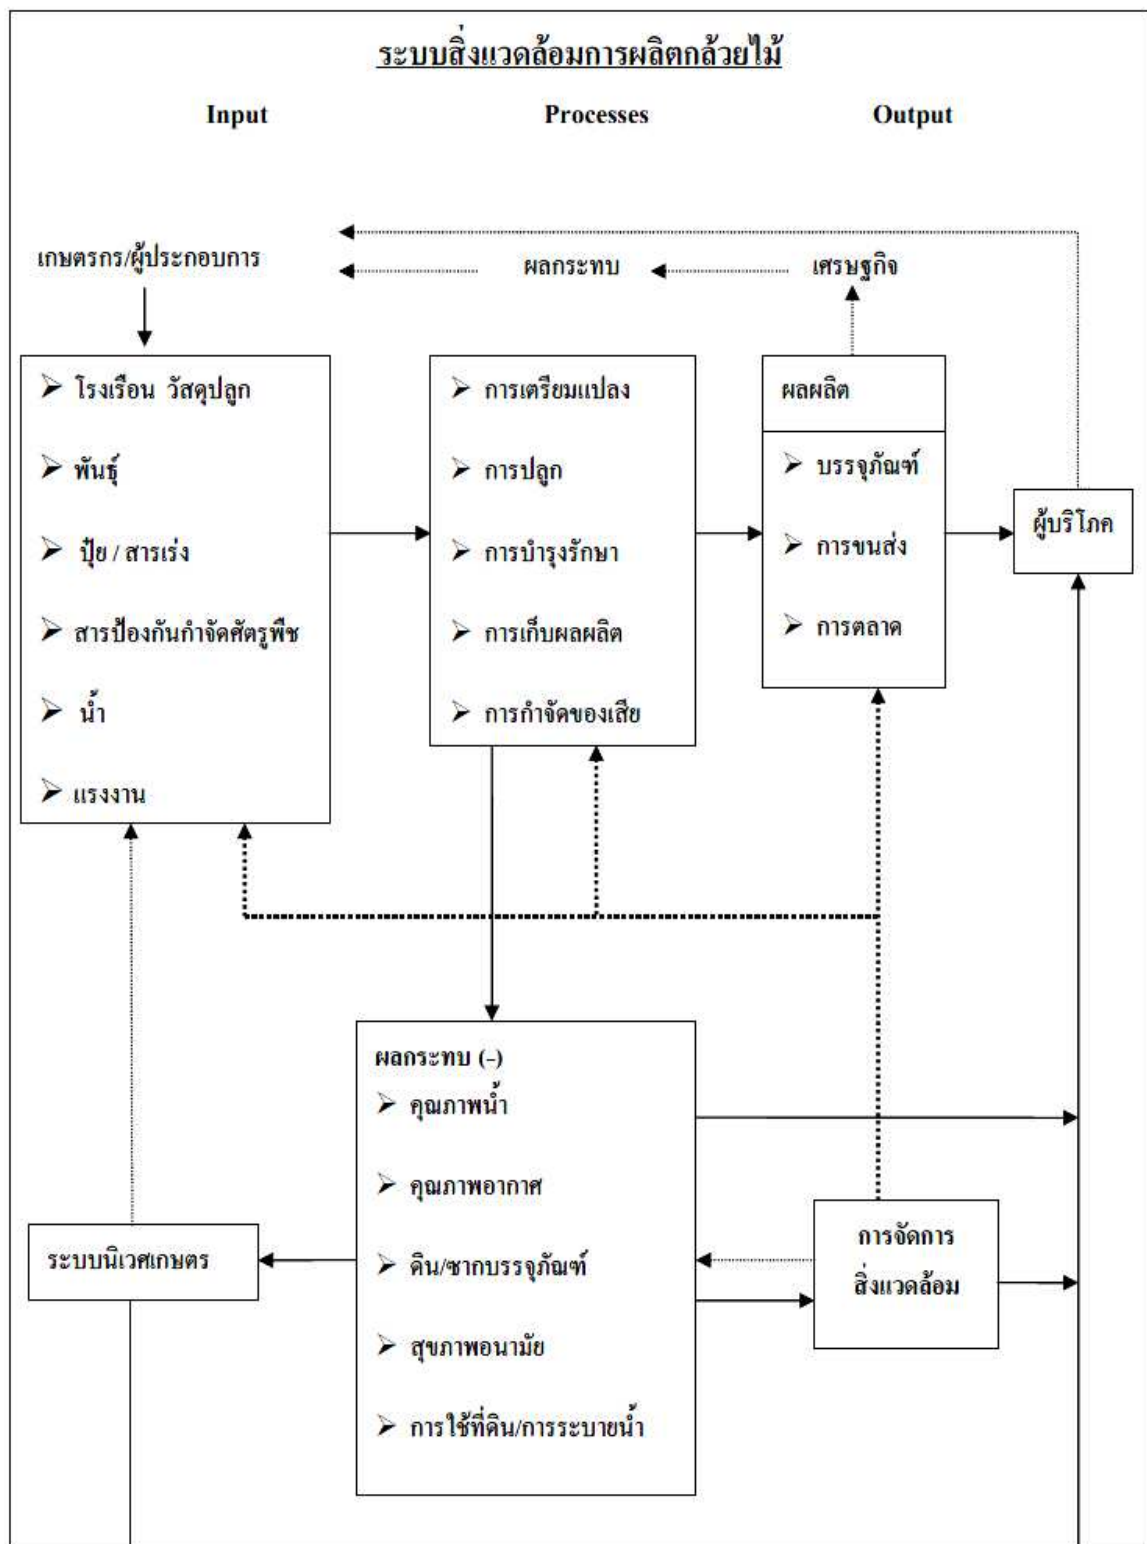 ระบบสิ่งแวดล้อมการผลิตกล้วยไม้
Input Processes Output
เกษตรกร/ผู้ประกอบการ ผลกระทบ เศรษฐกิจ
➢ โรงเรือน วัสดุปลูก
➢ พันธุ์
➢ ปุ๋ย / สารเร่ง
➢ สารป้องกันกำจัดศัตรูพืช
➢ น้ำ
➢ แรงงาน
➢ การเตรียมแปลง
➢ การปลูก
➢ การบำรุงรักษา
➢ การเก็บผลผลิต
➢ การกำจัดของเสีย
ผลผลิต
➢ บรรจุภัณฑ์
➢ การขนส่ง
➢ การตลาด
ผู้บริโภค
ผลกระทบ (-)
➢ คุณภาพน้ำ
➢ คุณภาพอากาศ
➢ ดิน/ซากบรรจุภัณฑ์
➢ สุขภาพอนามัย
➢ การใช้ที่ดิน/การระบายน้ำ
ระบบนิเวศเกษตร
การจัดการ
สิ่งแวดล้อม